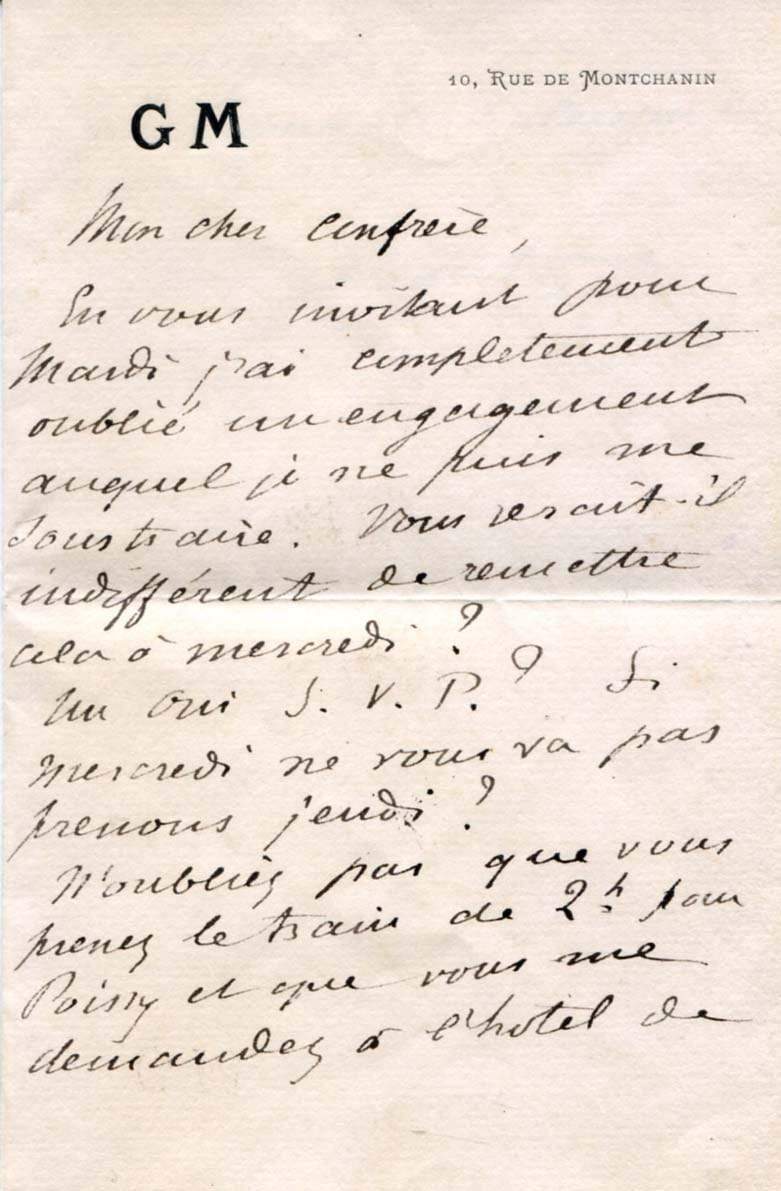 10, RUE DE MONTCHANIN
GM
Mon cher confrère,
En vous invitant pour
Mardi j'ai complètement
oublié un engagement
auquel je ne puis me
soustraire. Vous serait-il
indifférent de remettre
cela à mercredi ?
Un oui S. V. P. ? Si
mercredi ne vous va pas
prenons jeudi ?
N'oubliez pas que vous
prenez le train de 2h pour
Poissy et que vous me
demandez à l'hotel de